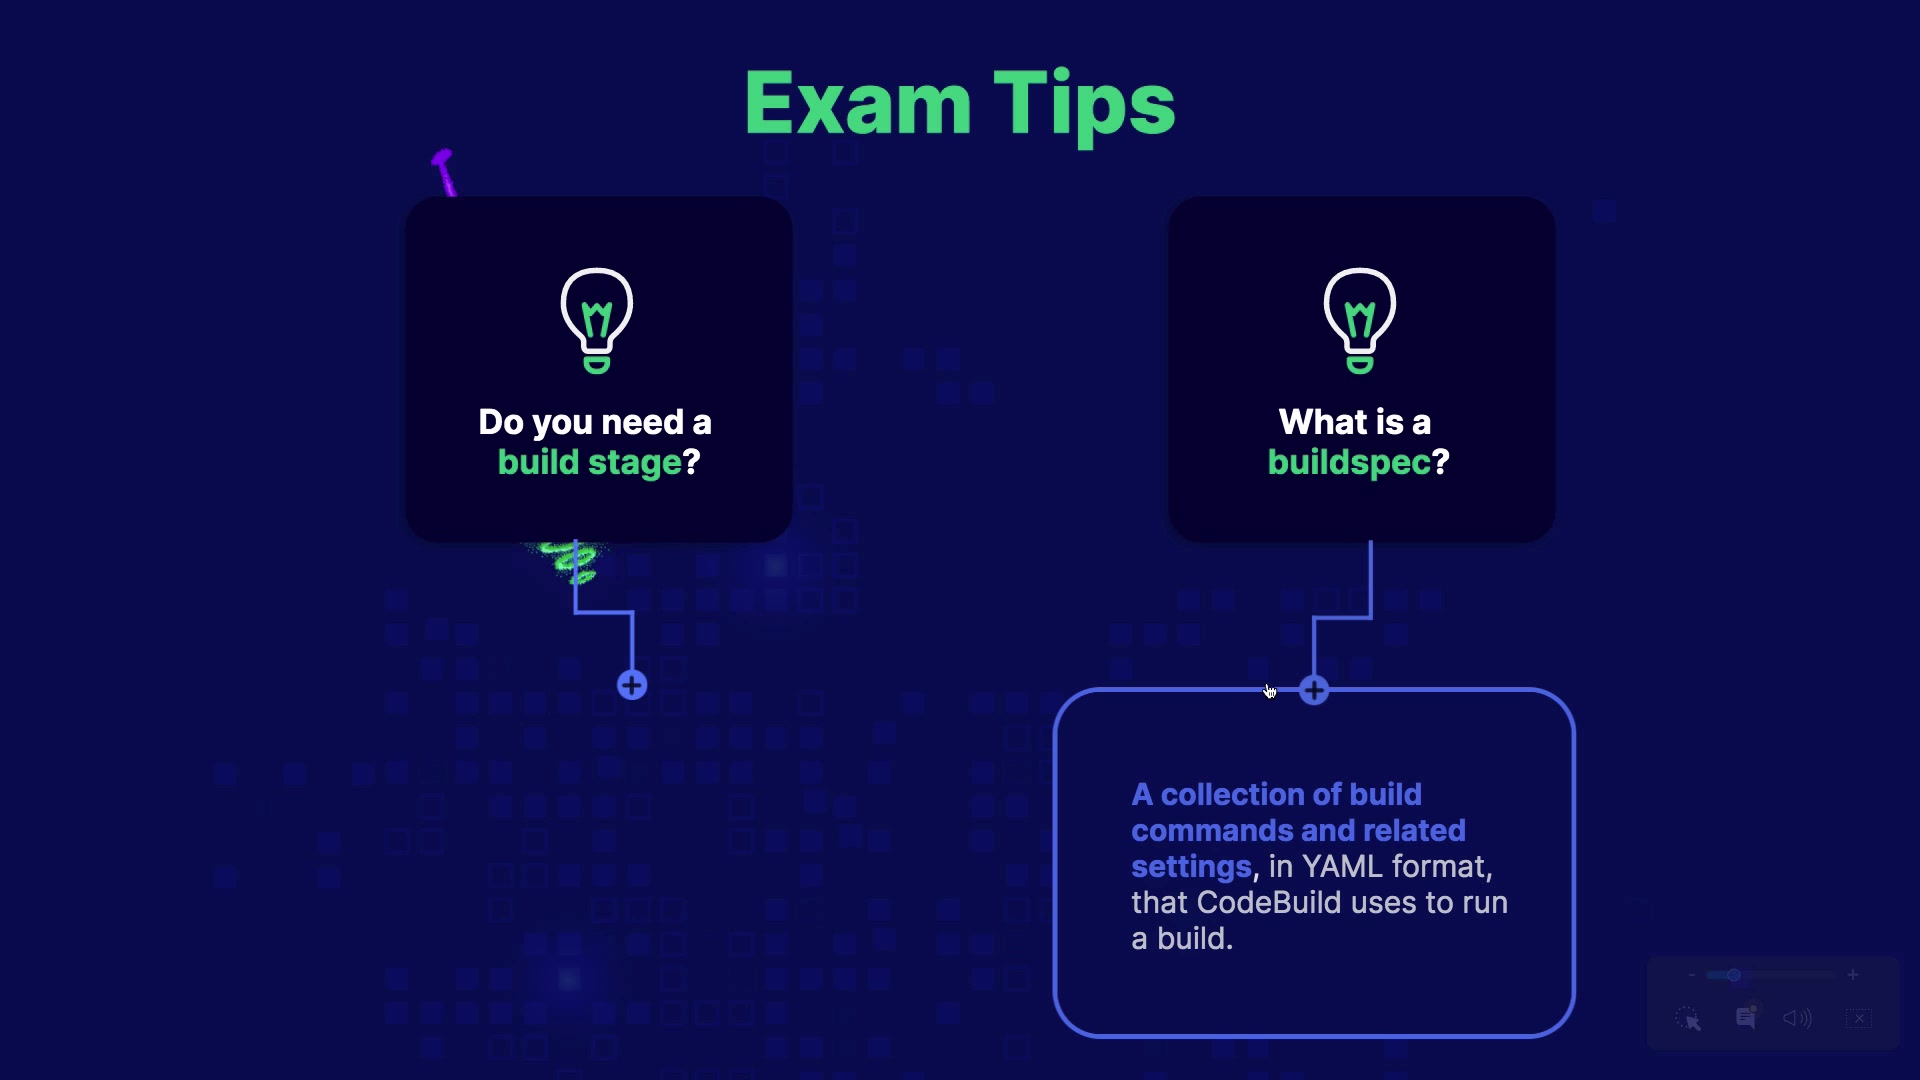 Exam Tips
Do you need a
build stage?
What is a
buildspec?
A collection of build
commands and related
settings, in YAML format,
that CodeBuild uses to run
a build.